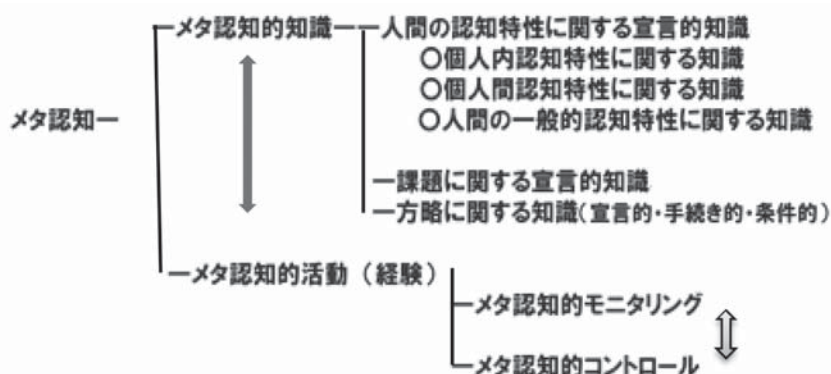 メタ認知的知識
人間の認知特性に関する宣言的知識
〇個人内認知特性に関する知識
〇個人間認知特性に関する知識
〇人間の一般的認知特性に関する知識
メタ認知
課題に関する宣言的知識
方略に関する知識(宣言的・手続き的・条件的)
メタ認知的活動(経験)
メタ認知的モニタリング
メタ認知的コントロール